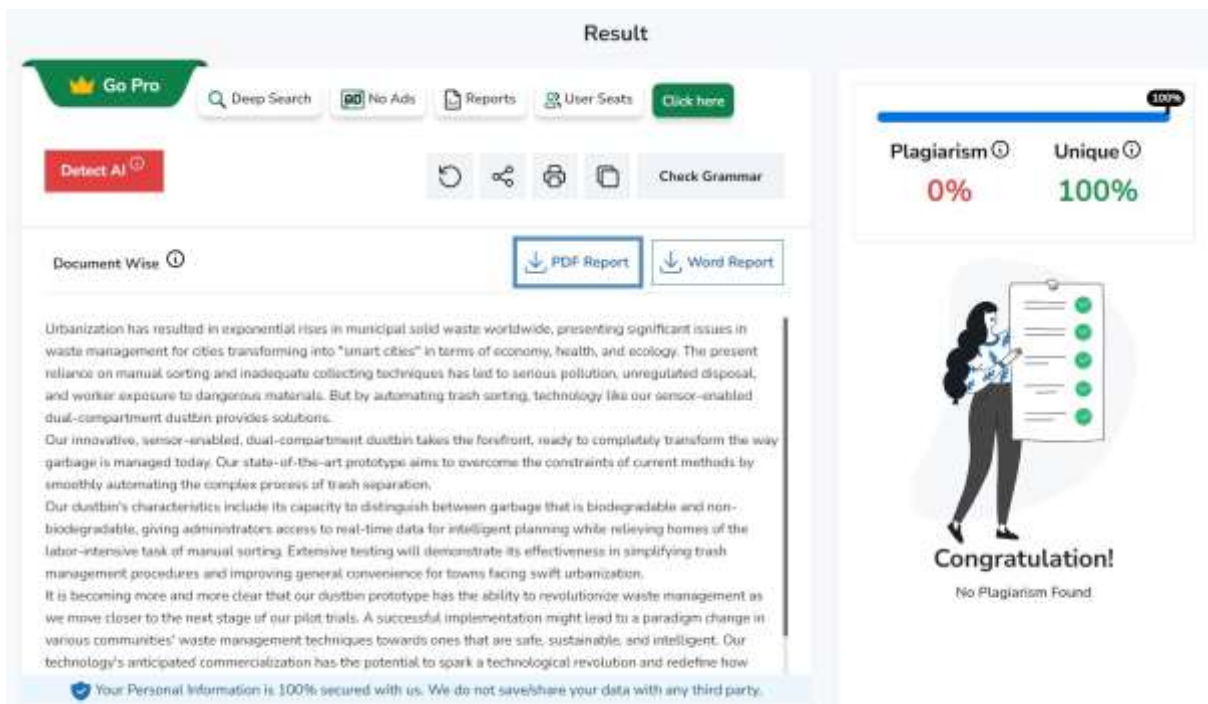 Result
Go Pro
Deep Search
AD No Ads
Reports
User Seats
Click here
Detect AI
Check Grammar
Document Wise
PDF Report
Word Report
Urbanization has resulted in exponential rises in municipal solid waste worldwide, presenting significant issues in
waste management for cities transforming into "smart cities" in terms of economy, health, and ecology. The present
reliance on manual sorting and inadequate collecting techniques has led to serious pollution, unregulated disposal,
and worker exposure to dangerous materials. But by automating trash sorting, technology like our sensor-enabled
dual-compartment dustbin provides solutions.
Our innovative, sensor-enabled, dual-compartment dustbin takes the forefront, ready to completely transform the way
garbage is managed today. Our state-of-the-art prototype aims to overcome the constraints of current methods by
smoothly automating the complex process of trash separation.
Our dustbin's characteristics include its capacity to distinguish between garbage that is biodegradable and non-
biodegradable, giving administrators access to real-time data for intelligent planning while relieving homes of the
labor-intensive task of manual sorting. Extensive testing will demonstrate its effectiveness in simplifying trash
management procedures and improving general convenience for towns facing swift urbanization.
It is becoming more and more clear that our dustbin prototype has the ability to revolutionize waste management as
we move closer to the next stage of our pilot trials. A successful implementation might lead to a paradigm change in
various communities' waste management techniques towards ones that are safe, sustainable, and intelligent. Our
technology's anticipated commercialization has the potential to spark a technological revolution and redefine how
Your Personal Information is 100% secured with us. We do not save/share your data with any third party.
100%
Plagiarism
Unique
0%
100%
Congratulation!
No Plagiarism Found